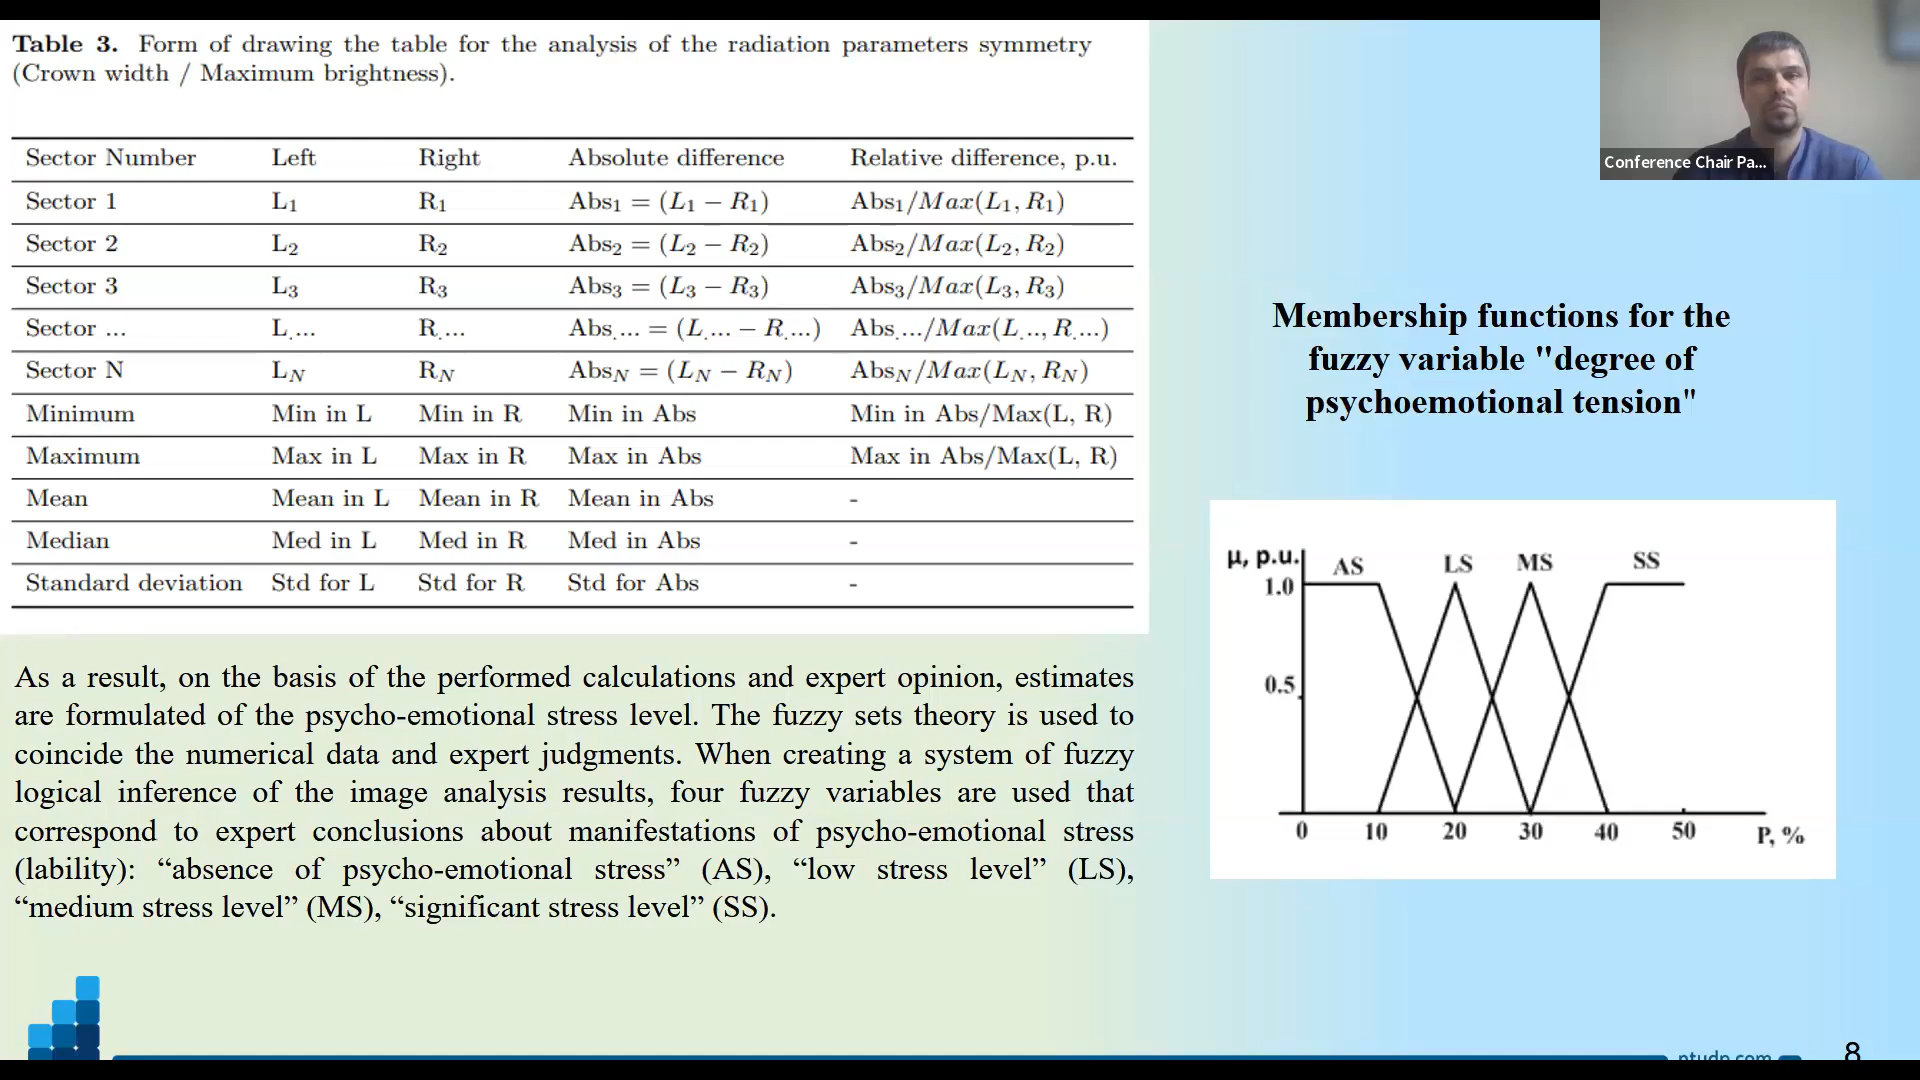 Table 3. Form of drawing the table for the analysis of the radiation parameters symmetry
(Crown width / Maximum brightness).
Sector Number Left Right Absolute difference Relative difference, p.u.
Sector 1 L₁ R₁ Abs₁ = (L₁ − R₁) Abs₁/Max(L₁, R₁)
Sector 2 L₂ R₂ Abs₂ = (L₂ − R₂) Abs₂/Max(L₂, R₂)
Sector 3 L₃ R₃ Abs₃ = (L₃ − R₃) Abs₃/Max(L₃, R₃)
Sector ... L... R... Abs... = (L... − R...) Abs.../Max(L..., R...)
Sector N L_N R_N Abs_N = (L_N − R_N) Abs_N/Max(L_N, R_N)
Minimum Min in L Min in R Min in Abs Min in Abs/Max(L, R)
Maximum Max in L Max in R Max in Abs Max in Abs/Max(L, R)
Mean Mean in L Mean in R Mean in Abs -
Median Med in L Med in R Med in Abs -
Standard deviation Std for L Std for R Std for Abs -
As a result, on the basis of the performed calculations and expert opinion, estimates
are formulated of the psycho-emotional stress level. The fuzzy sets theory is used to
coincide the numerical data and expert judgments. When creating a system of fuzzy
logical inference of the image analysis results, four fuzzy variables are used that
correspond to expert conclusions about manifestations of psycho-emotional stress
(lability): “absence of psycho-emotional stress” (AS), “low stress level” (LS),
“medium stress level” (MS), “significant stress level” (SS).
Conference Chair Pa...
Membership functions for the
fuzzy variable "degree of
psychoemotional tension"
μ, p.u. AS LS MS SS
1.0
0.5
0 10 20 30 40 50 P, %
ntudp.com 8